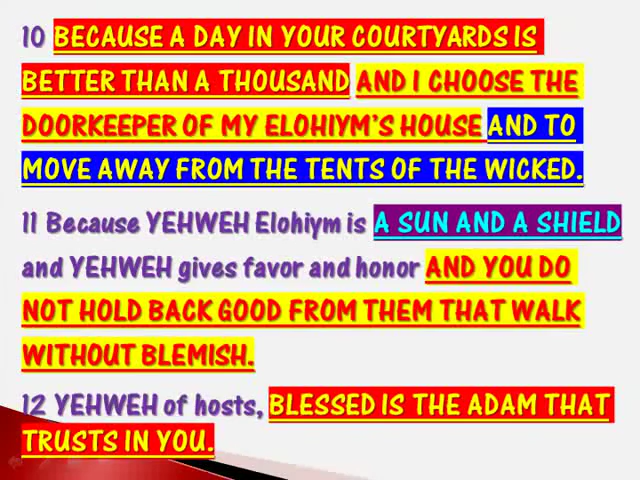 10 BECAUSE A DAY IN YOUR COURTYARDS IS
BETTER THAN A THOUSAND AND I CHOOSE THE
DOORKEEPER OF MY ELOHIYM'S HOUSE AND TO
MOVE AWAY FROM THE TENTS OF THE WICKED.
11 Because YEHWEH Elohiym is A SUN AND A SHIELD
and YEHWEH gives favor and honor AND YOU DO
NOT HOLD BACK GOOD FROM THEM THAT WALK
WITHOUT BLEMISH.
12 YEHWEH of hosts, BLESSED IS THE ADAM THAT
TRUSTS IN YOU.